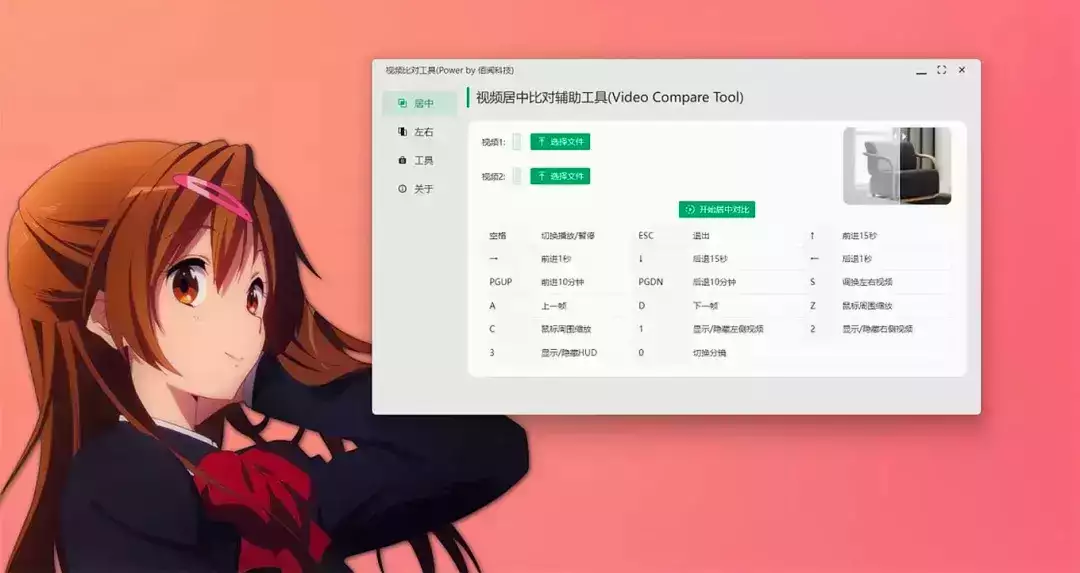 视频比对工具(Power by 佰阅科技)
视频居中比对辅助工具(Video Compare Tool)
居中
左右
工具
关于
视频1: 选择文件
视频2: 选择文件
开始居中对比
空格 切换播放/暂停 ESC 退出 ↑ 前进15秒
→ 前进1秒 ↓ 后退15秒 ← 后退1秒
PGUP 前进10分钟 PGDN 后退10分钟 S 调换左右视频
A 上一帧 D 下一帧 Z 鼠标周围缩放
C 鼠标周围缩放 1 显示/隐藏左侧视频 2 显示/隐藏右侧视频
3 显示/隐藏HUD 0 切换分镜